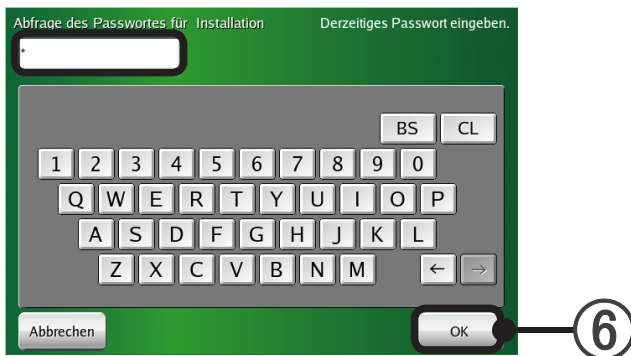 Abfrage des Passwortes für Installation Derzeitiges Passwort eingeben.
*
BS CL
1 2 3 4 5 6 7 8 9 0
Q W E R T Y U I O P
A S D F G H J K L
Z X C V B N M ← →
Abbrechen OK
6